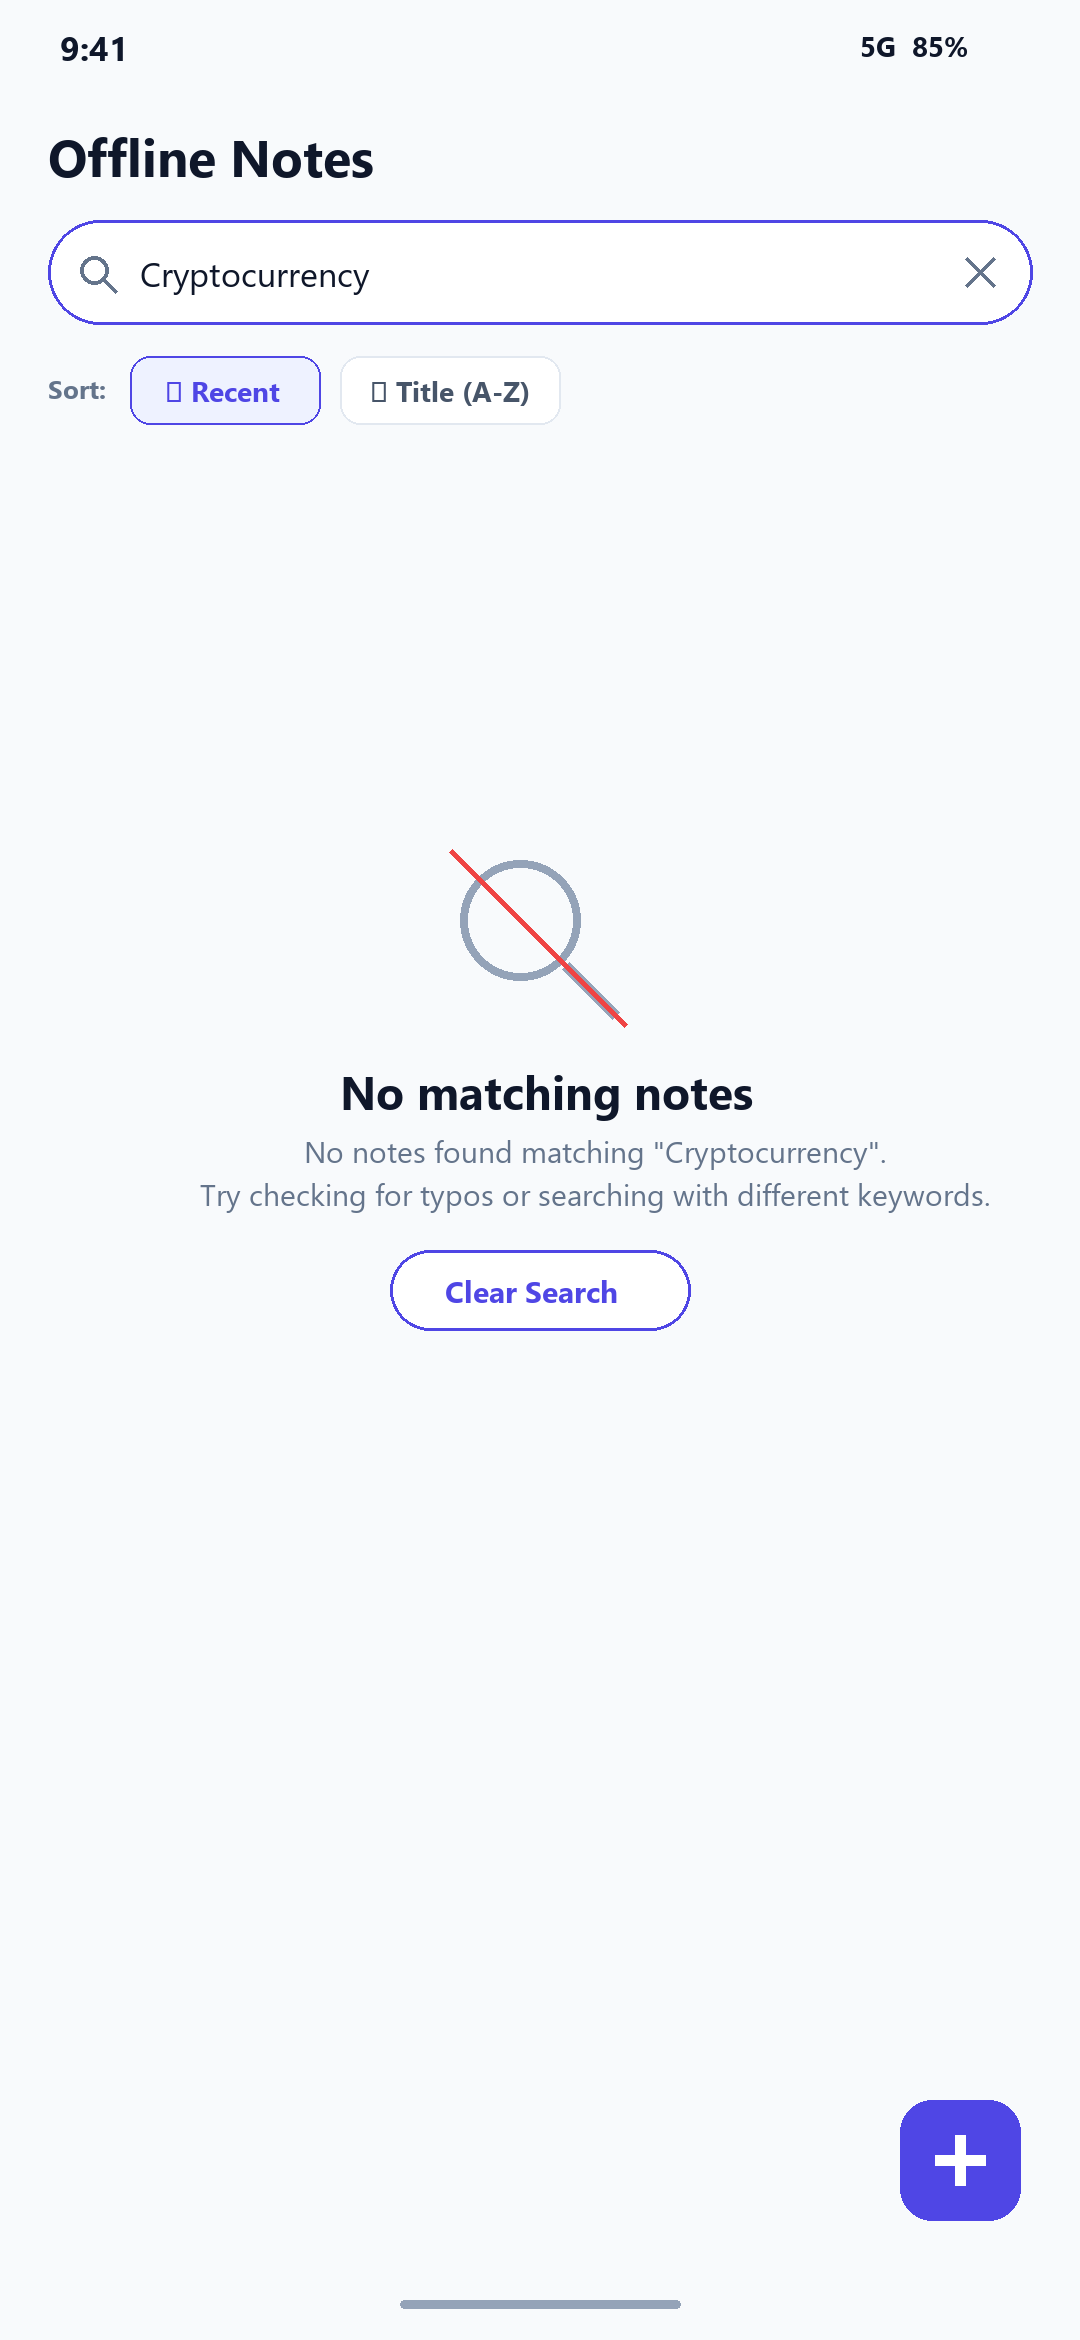 9:41
5G 85%
Offline Notes
Cryptocurrency
Sort:
Recent
Title (A-Z)
No matching notes
No notes found matching "Cryptocurrency".
Try checking for typos or searching with different keywords.
Clear Search